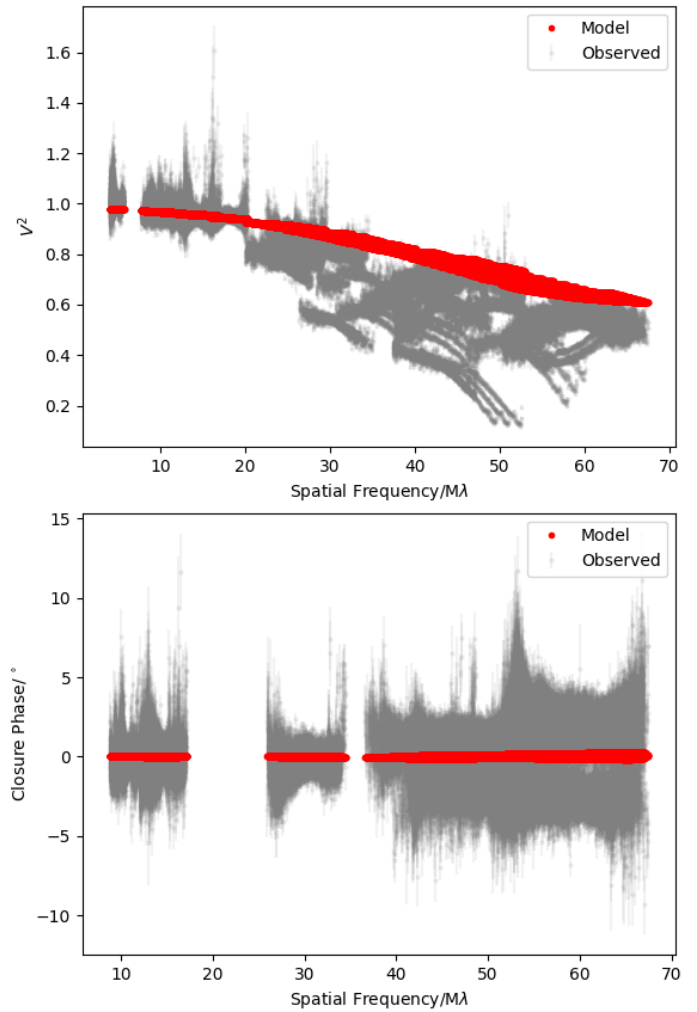 1.6
1.4
1.2
1.0
0.8
0.6
0.4
0.2
V²
Model
Observed
10 20 30 40 50 60 70
Spatial Frequency/Mλ
15
10
5
0
−5
−10
Closure Phase/ °
Model
Observed
10 20 30 40 50 60 70
Spatial Frequency/Mλ